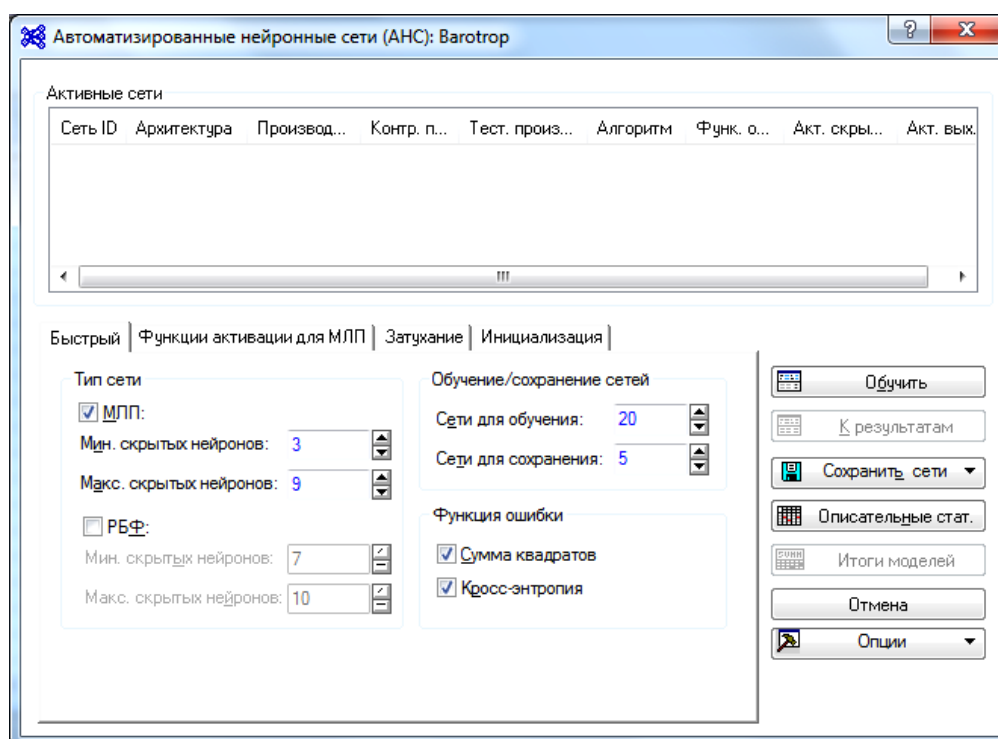 Автоматизированные нейронные сети (АНС): Barotrop
Активные сети
Сеть ID Архитектура Производ... Контр. п... Тест. произ... Алгоритм Функ. о... Акт. скры... Акт. вых.
Быстрый Функции активации для МЛП Затухание Инициализация
Тип сети
МЛП:
Мин. скрытых нейронов: 3
Макс. скрытых нейронов: 9
РБФ:
Мин. скрытых нейронов: 7
Макс. скрытых нейронов: 10
Обучение/сохранение сетей
Сети для обучения: 20
Сети для сохранения: 5
Функция ошибки
Сумма квадратов
Кросс-энтропия
Обучить
К результатам
Сохранить сети
Описательные стат.
Итоги моделей
Отмена
Опции